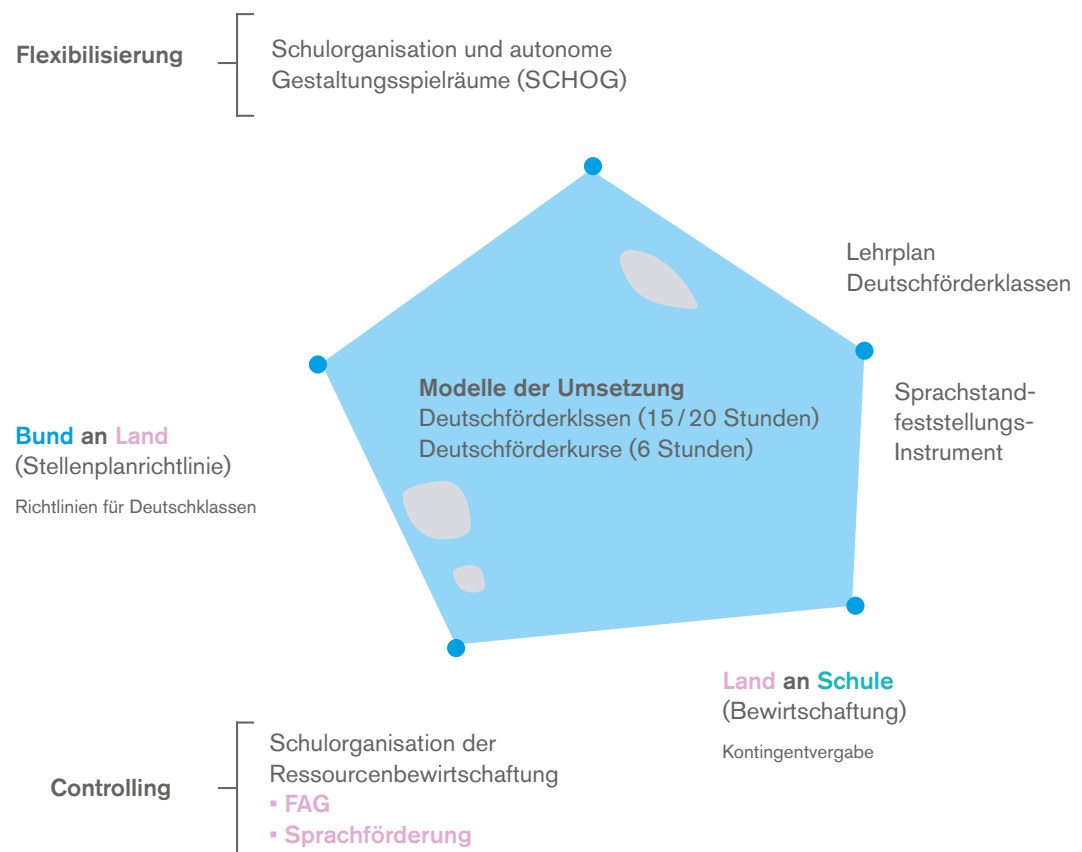 Flexibilisierung
Schulorganisation und autonome
Gestaltungsspielräume (SCHOG)
Lehrplan
Deutschförderklassen
Modelle der Umsetzung
Deutschförderklssen (15/20 Stunden)
Deutschförderkurse (6 Stunden)
Sprachstand-
feststellungs-
Instrument
Bund an Land
(Stellenplanrichtlinie)
Richtlinien für Deutschklassen
Land an Schule
(Bewirtschaftung)
Kontingentvergabe
Controlling
Schulorganisation der
Ressourcenbewirtschaftung
▪ FAG
▪ Sprachförderung